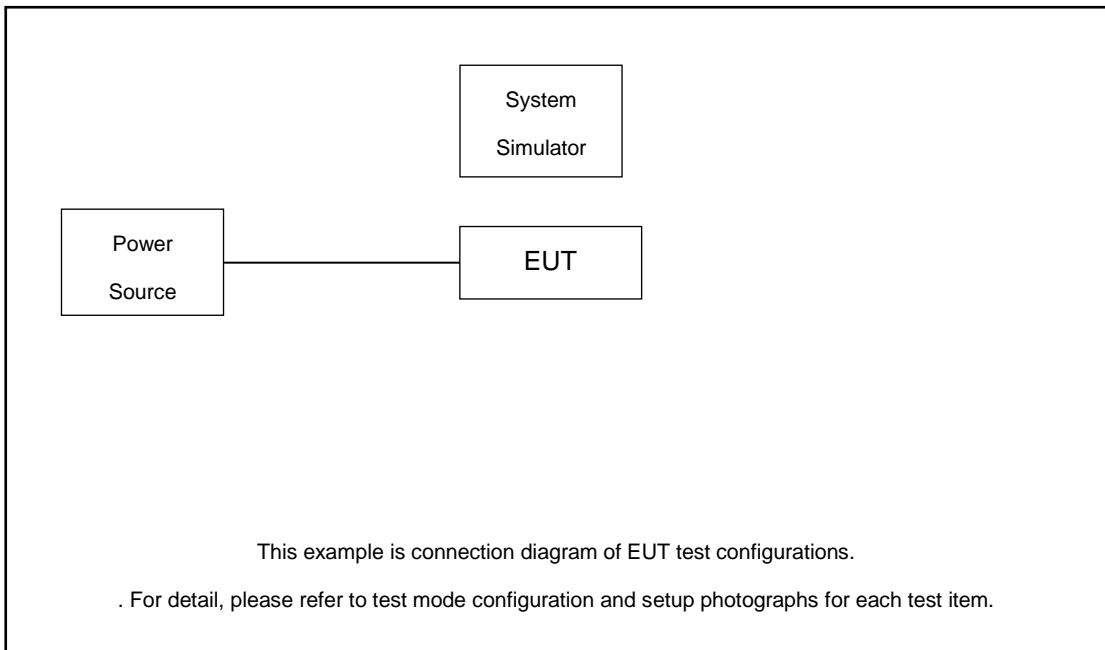 System
Simulator
Power
Source
EUT
This example is connection diagram of EUT test configurations.
. For detail, please refer to test mode configuration and setup photographs for each test item.